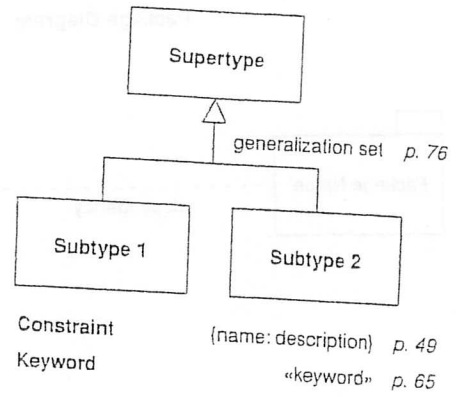 Supertype
generalization set p. 76
Subtype 1
Subtype 2
Constraint {name: description} p. 49
Keyword «keyword» p. 65